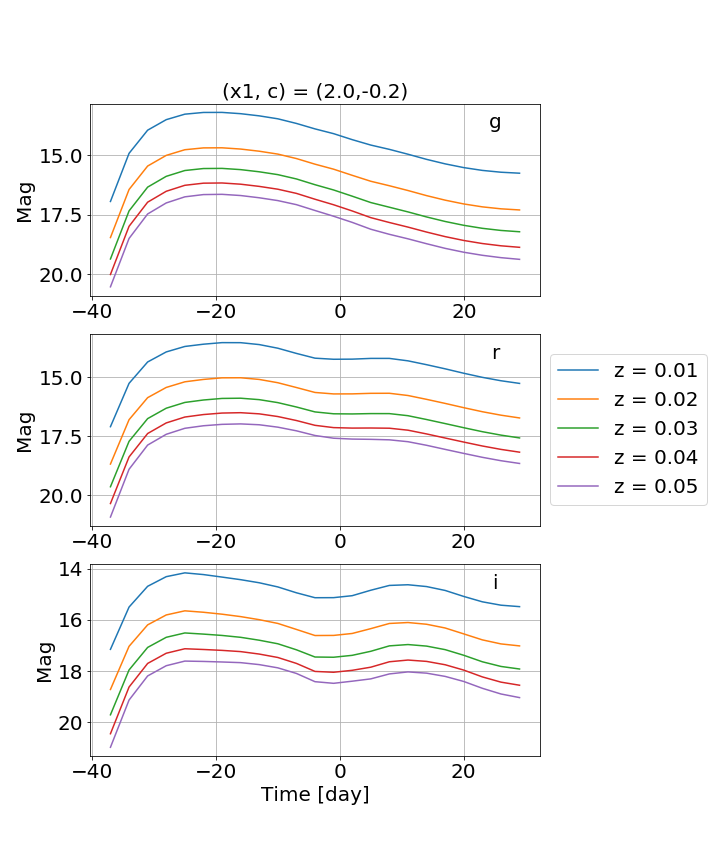 (x1, c) = (2.0,-0.2)
g
15.0
17.5
20.0
Mag
−40 −20 0 20
r
15.0
17.5
20.0
Mag
−40 −20 0 20
z = 0.01
z = 0.02
z = 0.03
z = 0.04
z = 0.05
i
14
16
18
20
Mag
−40 −20 0 20
Time [day]